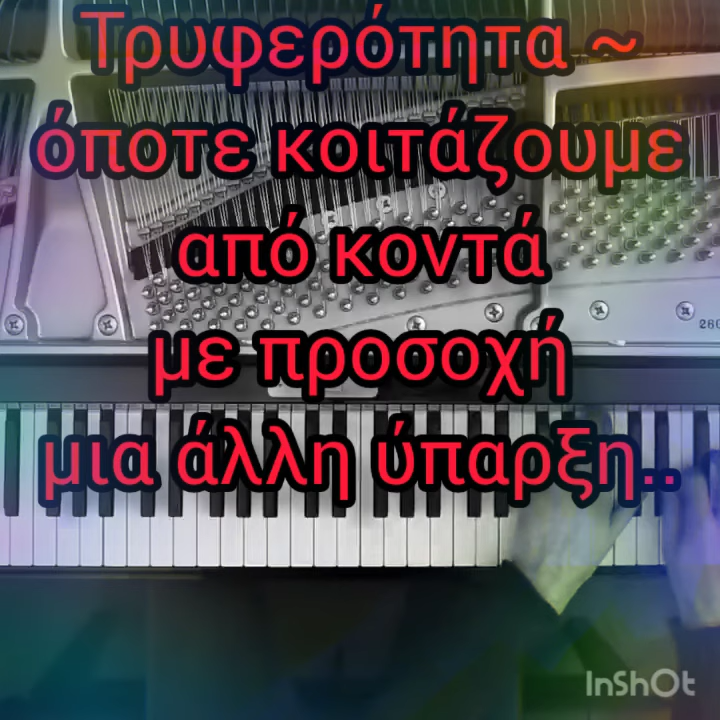 Τρυφερότητα ~
όποτε κοιτάζουμε
από κοντά
με προσοχή
μια άλλη ύπαρξη..
InShOt